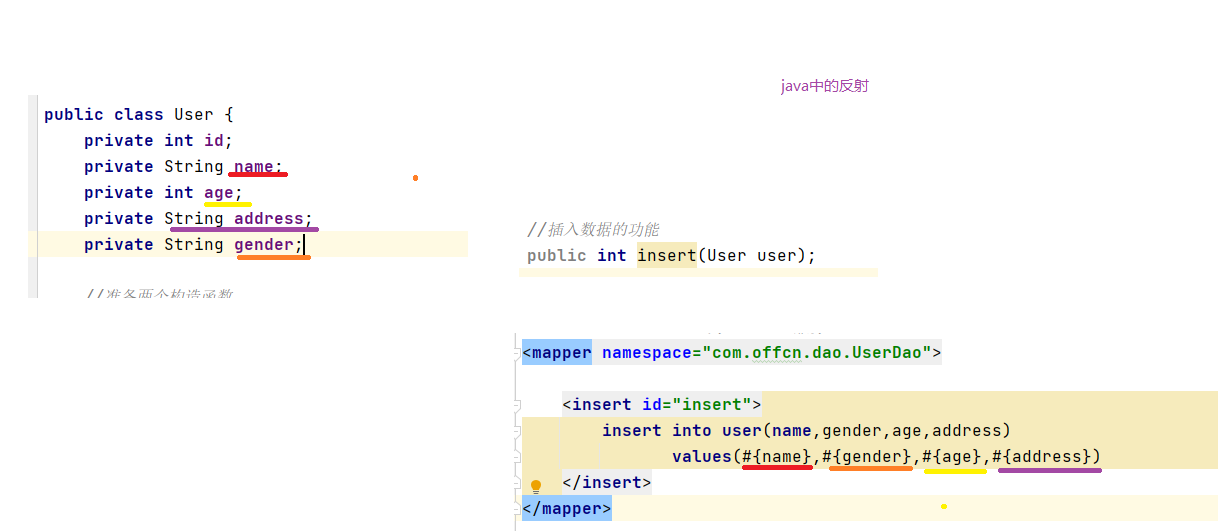 java中的反射
public class User {
private int id;
private String name;
private int age;
private String address;
private String gender;
//准备两个构造函数
//插入数据的功能
public int insert(User user);
<mapper namespace="com.offcn.dao.UserDao">
<insert id="insert">
insert into user(name,gender,age,address)
values(#{name},#{gender},#{age},#{address})
</insert>
</mapper>